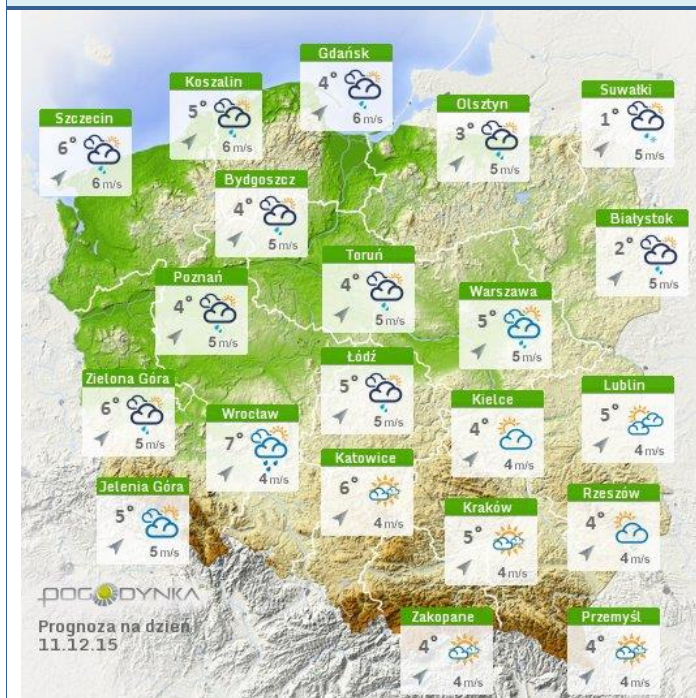 Gdańsk
4°
6 m/s
Koszalin
5°
6 m/s
Suwałki
1°
5 m/s
Olsztyn
3°
5 m/s
Szczecin
6°
6 m/s
Bydgoszcz
4°
5 m/s
Białystok
2°
5 m/s
Toruń
4°
5 m/s
Poznań
4°
5 m/s
Warszawa
5°
5 m/s
Łódź
5°
5 m/s
Zielona Góra
6°
5 m/s
Lublin
5°
4 m/s
Kielce
4°
4 m/s
Wrocław
7°
4 m/s
Katowice
6°
4 m/s
Jelenia Góra
5°
5 m/s
Rzeszów
4°
4 m/s
Kraków
5°
4 m/s
POGODYNKA
Prognoza na dzień
11.12.15
Zakopane
4°
4 m/s
Przemyśl
4°
4 m/s